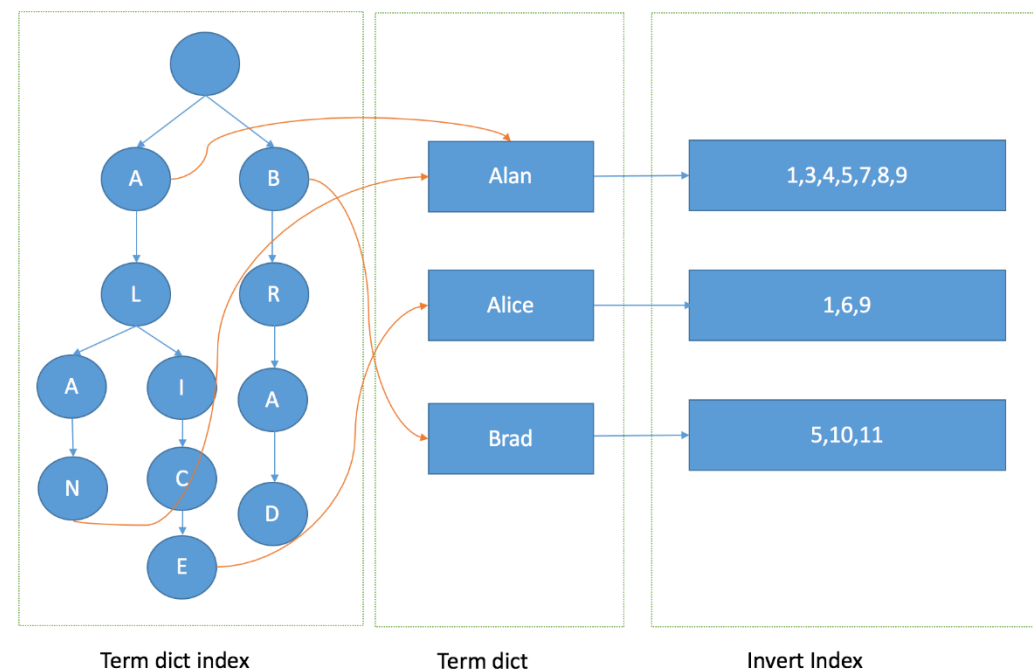 A
B
Alan
1,3,4,5,7,8,9
L
R
Alice
1,6,9
A
I
A
Brad
5,10,11
N
C
D
E
Term dict index
Term dict
Invert Index